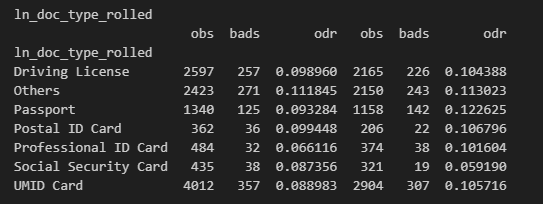 ln_doc_type_rolled
obs bads odr obs bads odr
ln_doc_type_rolled
Driving License 2597 257 0.098960 2165 226 0.104388
Others 2423 271 0.111845 2150 243 0.113023
Passport 1340 125 0.093284 1158 142 0.122625
Postal ID Card 362 36 0.099448 206 22 0.106796
Professional ID Card 484 32 0.066116 374 38 0.101604
Social Security Card 435 38 0.087356 321 19 0.059190
UMID Card 4012 357 0.088983 2904 307 0.105716